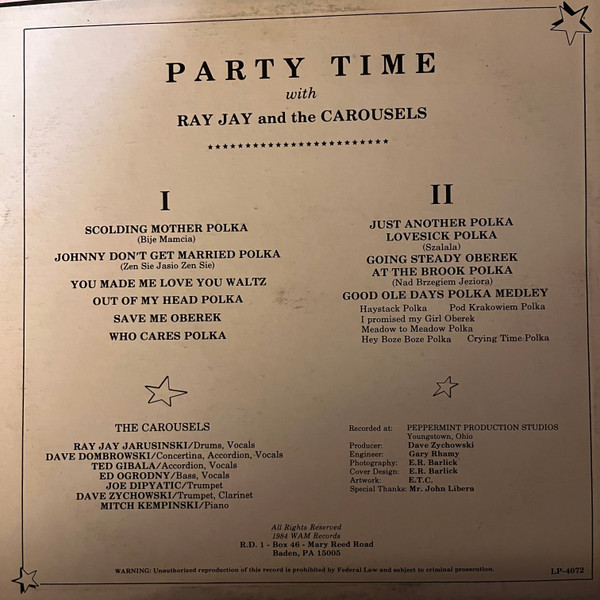 PARTY TIME
with
RAY JAY and the CAROUSELS
I
SCOLDING MOTHER POLKA
(Bije Mamcia)
JOHNNY DON'T GET MARRIED POLKA
(Zen Sie Jasio Zen Sie)
YOU MADE ME LOVE YOU WALTZ
OUT OF MY HEAD POLKA
SAVE ME OBEREK
WHO CARES POLKA
II
JUST ANOTHER POLKA
LOVESICK POLKA
(Szalala)
GOING STEADY OBEREK
AT THE BROOK POLKA
(Nad Brzegiem Jeziora)
GOOD OLE DAYS POLKA MEDLEY
Haystack Polka Pod Krakowiem Polka
I promised my Girl Oberek
Meadow to Meadow Polka
Hey Boze Boze Polka Crying Time Polka
THE CAROUSELS
RAY JAY JARUSINSKI/Drums, Vocals
DAVE DOMBROWSKI/Concertina, Accordion, Vocals
TED GIBALA/Accordion, Vocals
ED OGRODNY/Bass, Vocals
JOE DIPYATIC/Trumpet
DAVE ZYCHOWSKI/Trumpet, Clarinet
MITCH KEMPINSKI/Piano
Recorded at: PEPPERMINT PRODUCTION STUDIOS
Youngstown, Ohio
Producer: Dave Zychowski
Engineer: Gary Rhamy
Photography: E.R. Barlick
Cover Design: E.R. Barlick
Artwork: E.T.C.
Special Thanks: Mr. John Libera
All Rights Reserved
1984 WAM Records
R.D. 1 - Box 46 - Mary Reed Road
Baden, PA 15005
WARNING: Unauthorized reproduction of this record is prohibited by Federal Law and subject to criminal prosecution.
LP-4072